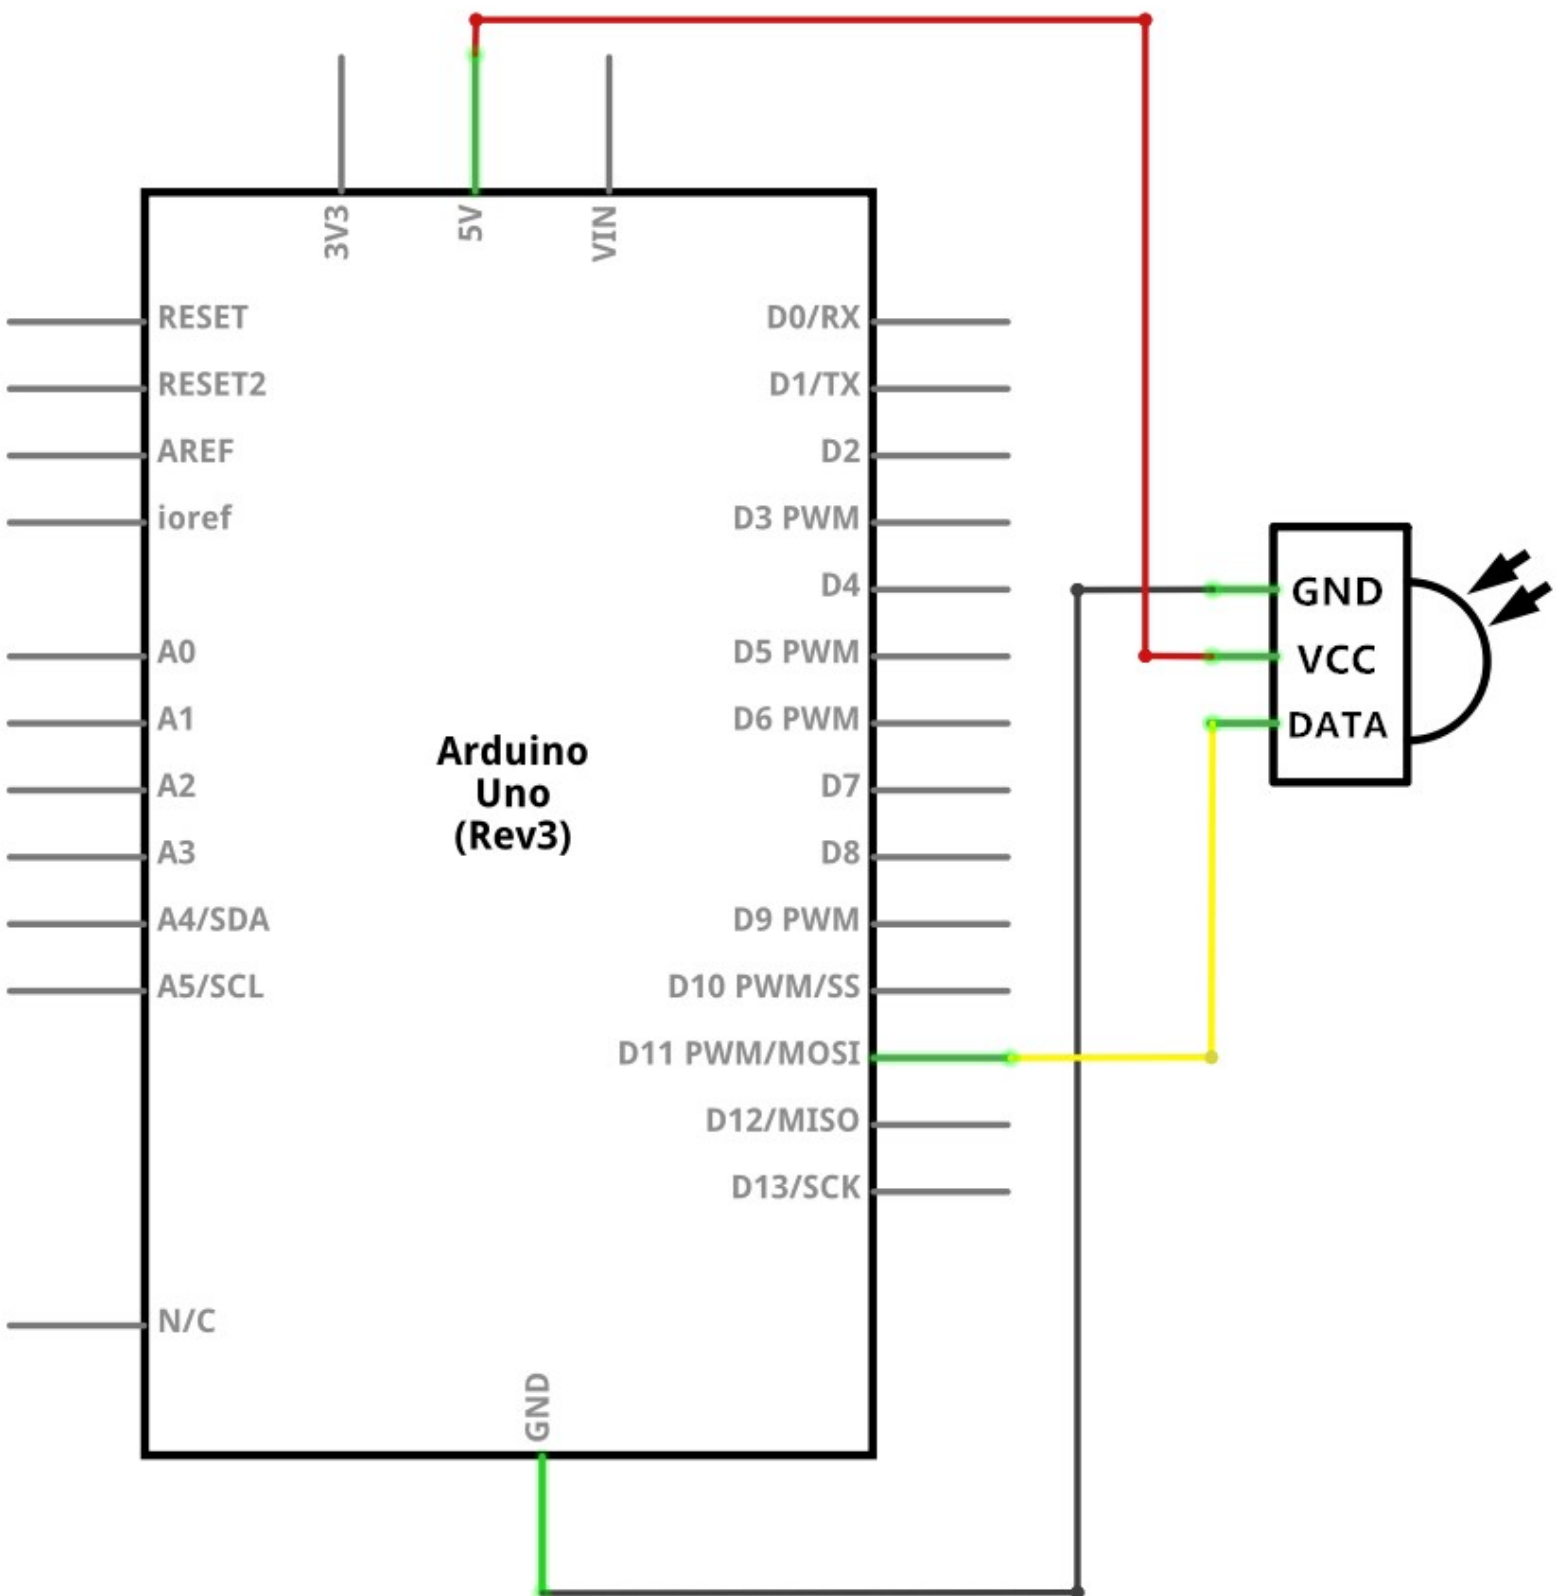 3V3
5V
VIN
RESET
D0/RX
RESET2
D1/TX
AREF
D2
ioref
D3 PWM
D4
GND
A0
D5 PWM
VCC
A1
D6 PWM
DATA
Arduino
Uno
(Rev3)
A2
D7
A3
D8
A4/SDA
D9 PWM
A5/SCL
D10 PWM/SS
D11 PWM/MOSI
D12/MISO
D13/SCK
N/C
GND